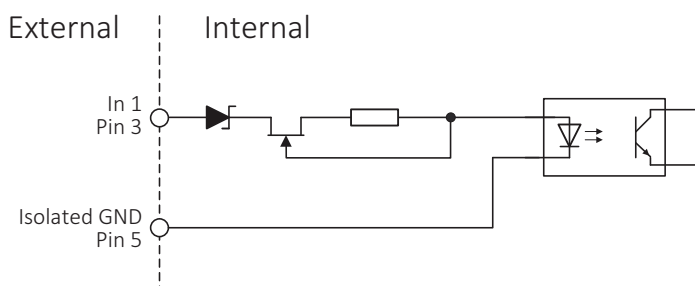 External
Internal
In 1
Pin 3
Isolated GND
Pin 5